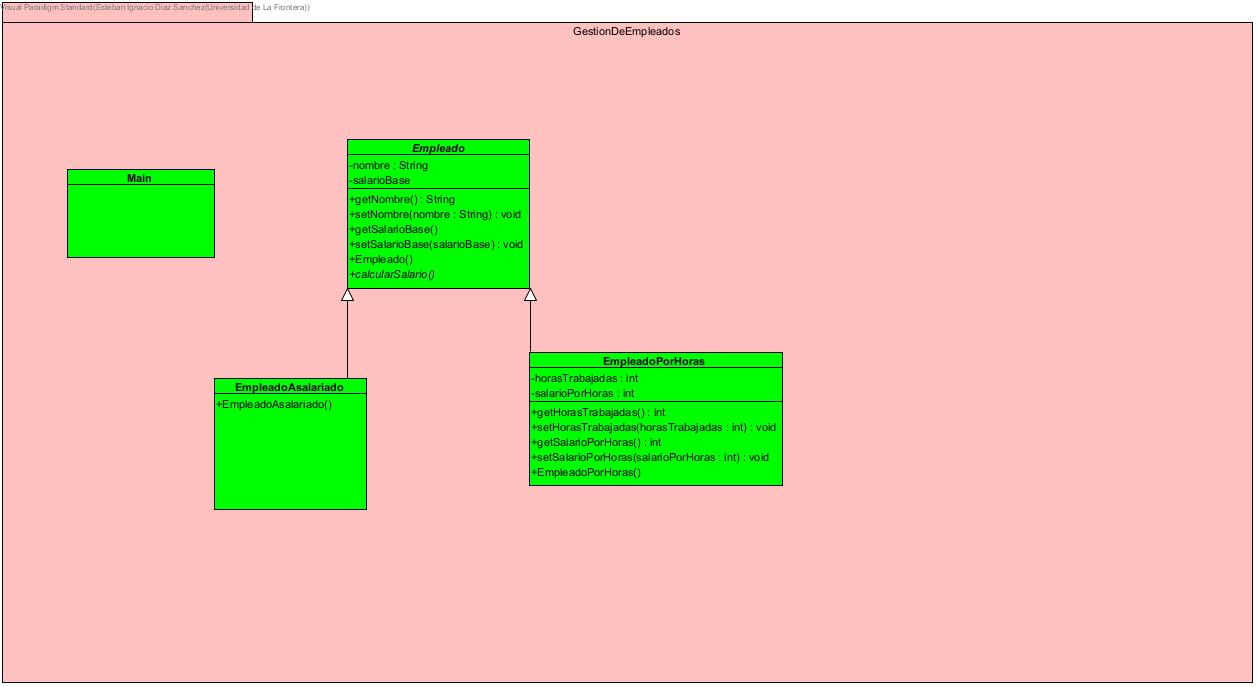 Visual Paradigm Standard(Esteban Ignacio Diaz Sanchez(Universidad de La Frontera))
GestionDeEmpleados
Main
Empleado
-nombre : String
-salarioBase
+getNombre() : String
+setNombre(nombre : String) : void
+getSalarioBase()
+setSalarioBase(salarioBase) : void
+Empleado()
+calcularSalario()
EmpleadoAsalariado
+EmpleadoAsalariado()
EmpleadoPorHoras
-horasTrabajadas : int
-salarioPorHoras : int
+getHorasTrabajadas() : int
+setHorasTrabajadas(horasTrabajadas : int) : void
+getSalarioPorHoras() : int
+setSalarioPorHoras(salarioPorHoras : int) : void
+EmpleadoPorHoras()